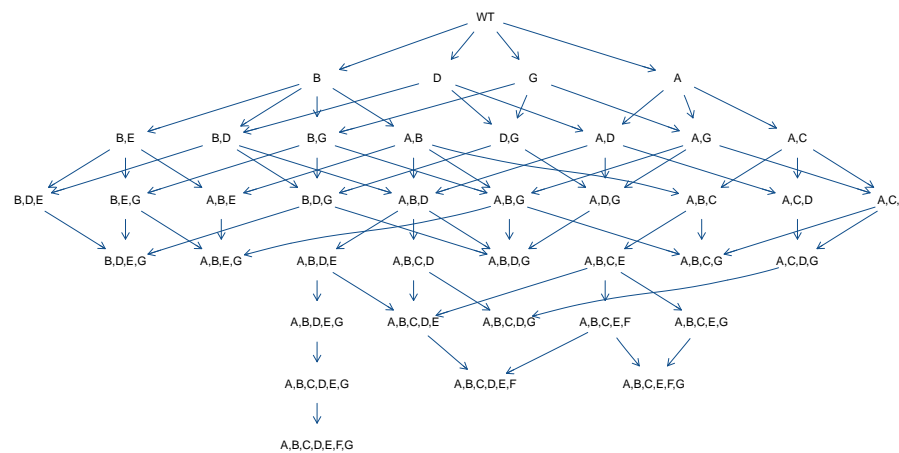 WT
B D G A
B,E B,D B,G A,B D,G A,D A,G A,C
B,D,E B,E,G A,B,E B,D,G A,B,D A,B,G A,D,G A,B,C A,C,D A,C,
B,D,E,G A,B,E,G A,B,D,E A,B,C,D A,B,D,G A,B,C,E A,B,C,G A,C,D,G
A,B,D,E,G A,B,C,D,E A,B,C,D,G A,B,C,E,F A,B,C,E,G
A,B,C,D,E,G A,B,C,D,E,F A,B,C,E,F,G
A,B,C,D,E,F,G